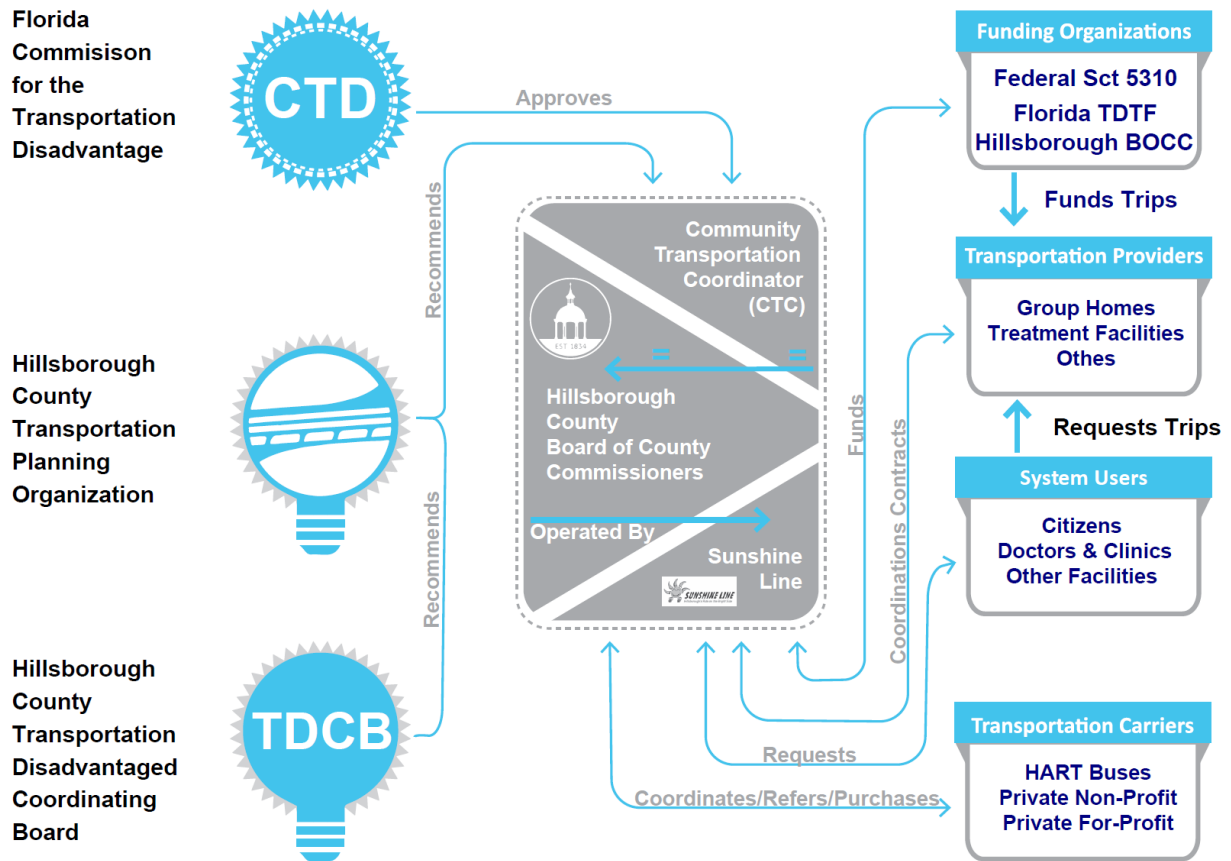 Florida
Commisison
for the
Transportation
Disadvantage
CTD
Approves
Recommends
Hillsborough
County
Transportation
Planning
Organization
Recommends
Hillsborough
County
Transportation
Disadvantaged
Coordinating
Board
TDCB
Community
Transportation
Coordinator
(CTC)
EST 1834
= =
Hillsborough
County
Board of County
Commissioners
Operated By
Sunshine
Line
SUNSHINE LINE
Funds
Coordinations Contracts
Requests
Coordinates/Refers/Purchases
Funding Organizations
Federal Sct 5310
Florida TDTF
Hillsborough BOCC
Funds Trips
Transportation Providers
Group Homes
Treatment Facilities
Othes
Requests Trips
System Users
Citizens
Doctors & Clinics
Other Facilities
Transportation Carriers
HART Buses
Private Non-Profit
Private For-Profit